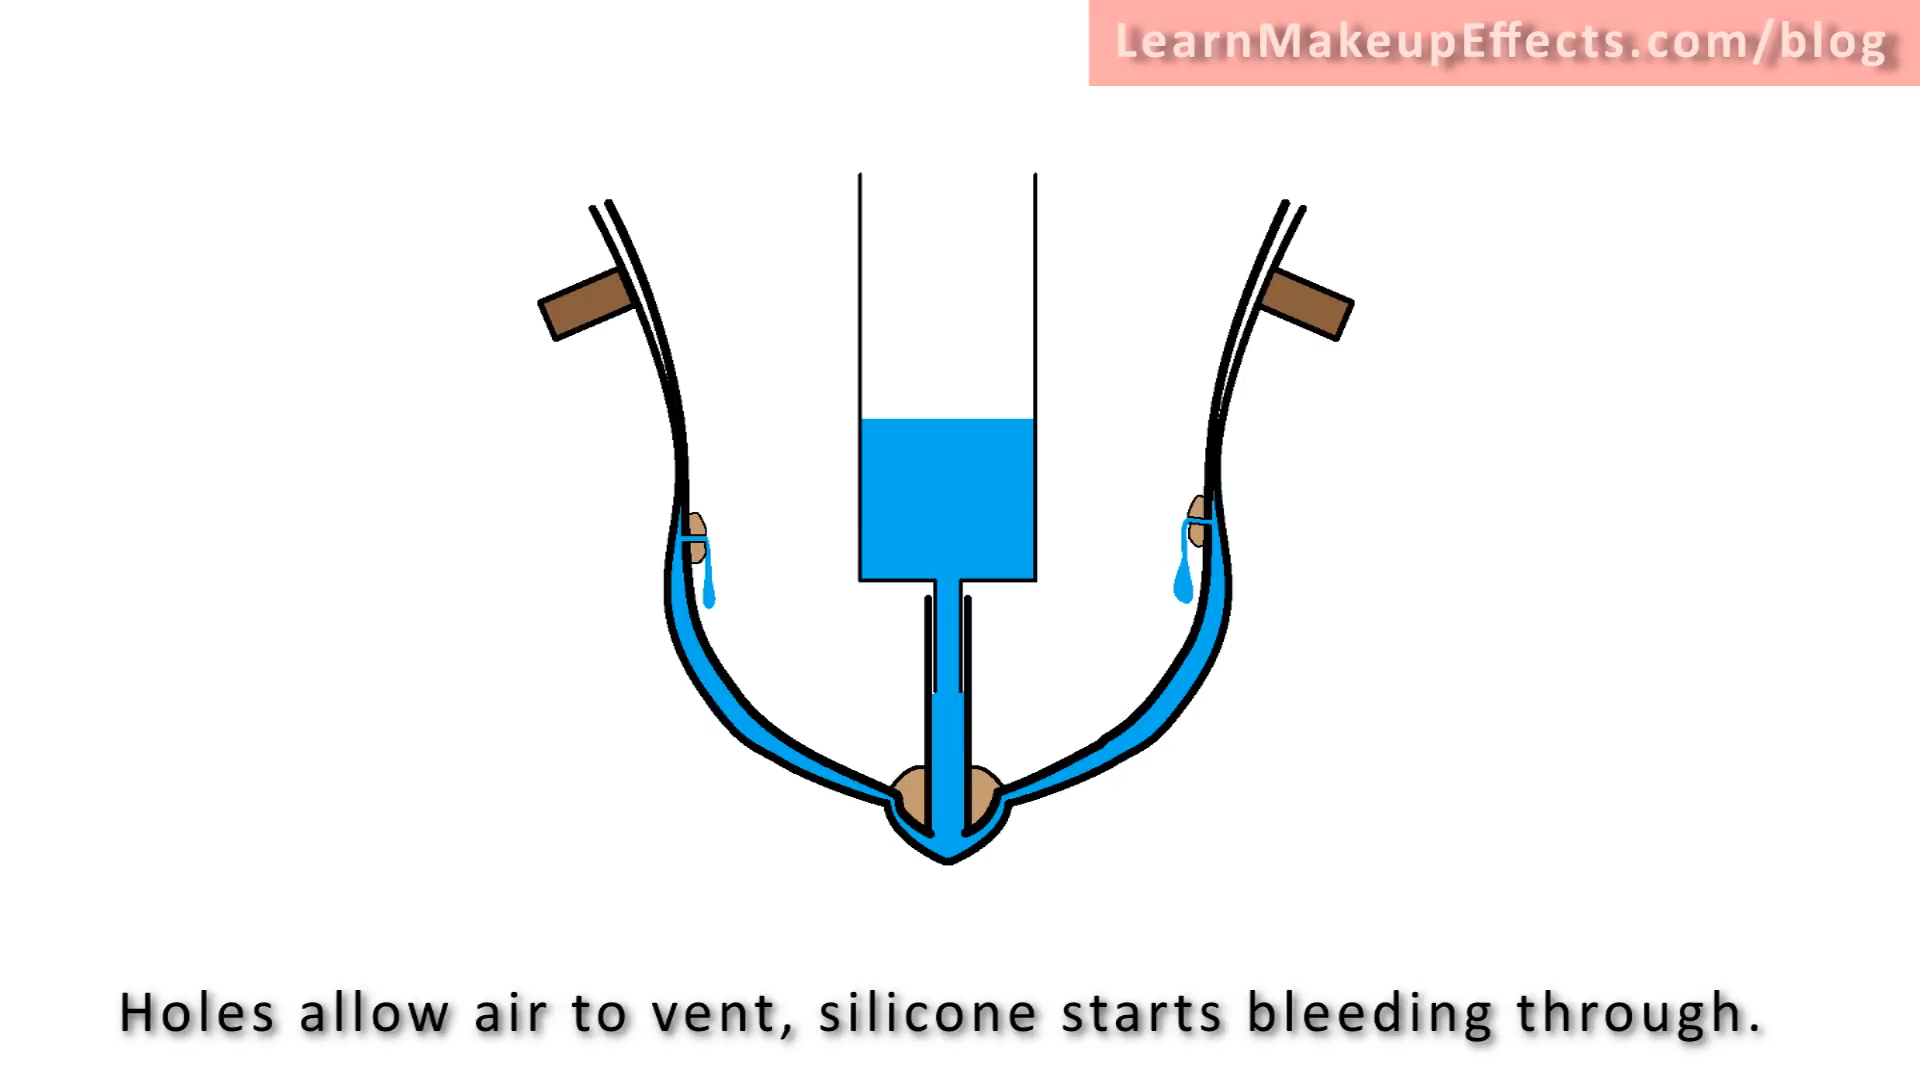 LearnMakeupEffects.com/blog
Holes allow air to vent, silicone starts bleeding through.